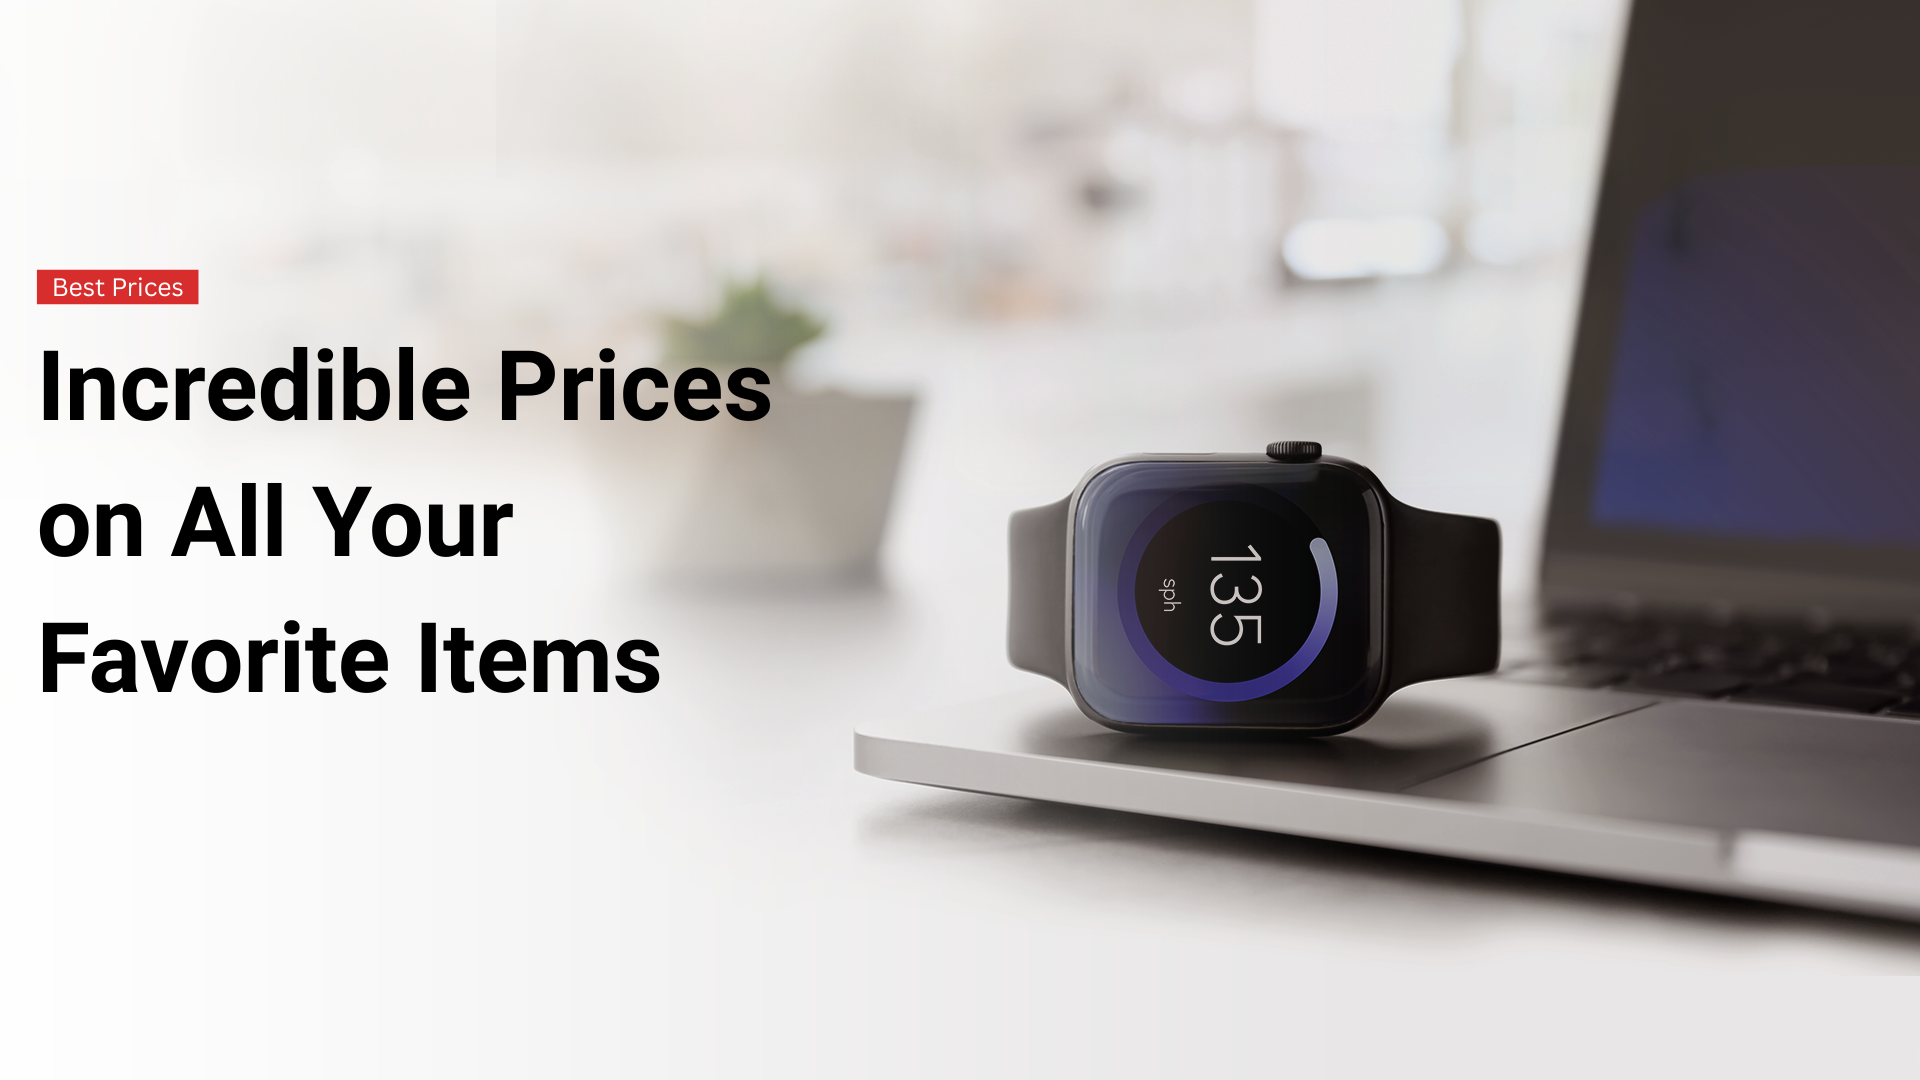 Best Prices
Incredible Prices
on All Your
Favorite Items
135
sph